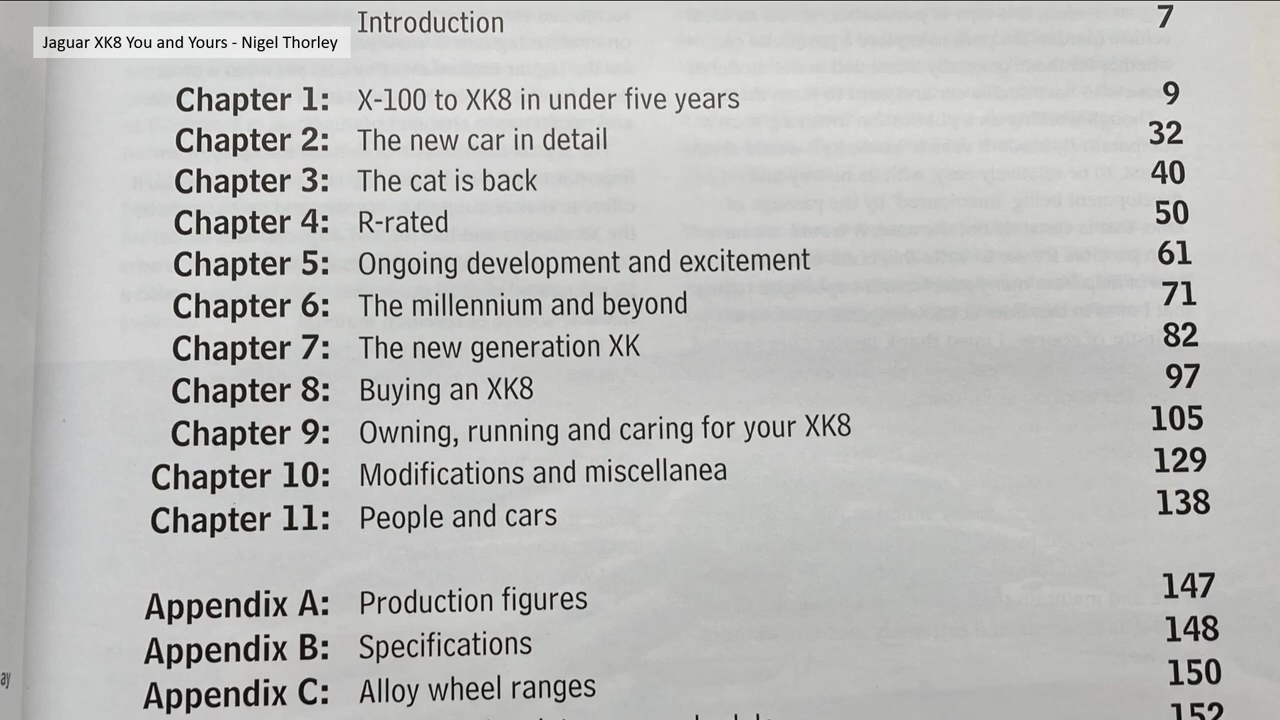 Introduction 7
Jaguar XK8 You and Yours - Nigel Thorley
Chapter 1: X-100 to XK8 in under five years 9
Chapter 2: The new car in detail 32
Chapter 3: The cat is back 40
Chapter 4: R-rated 50
Chapter 5: Ongoing development and excitement 61
Chapter 6: The millennium and beyond 71
Chapter 7: The new generation XK 82
Chapter 8: Buying an XK8 97
Chapter 9: Owning, running and caring for your XK8 105
Chapter 10: Modifications and miscellanea 129
Chapter 11: People and cars 138
Appendix A: Production figures 147
Appendix B: Specifications 148
Appendix C: Alloy wheel ranges 150
152
ay